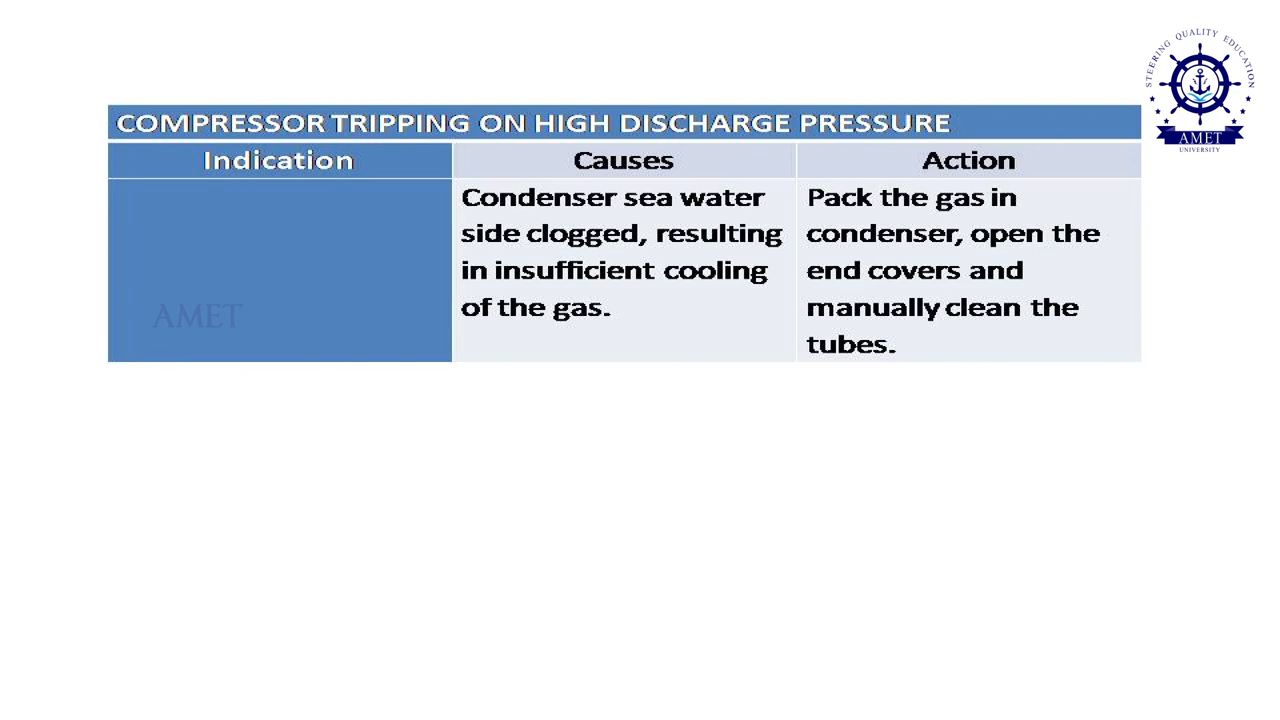 STEERING QUALITY EDUCATION
AMET
UNIVERSITY
COMPRESSOR TRIPPING ON HIGH DISCHARGE PRESSURE
Indication
Causes
Action
Condenser sea water
side clogged, resulting
in insufficient cooling
of the gas.
Pack the gas in
condenser, open the
end covers and
manually clean the
tubes.
AMET